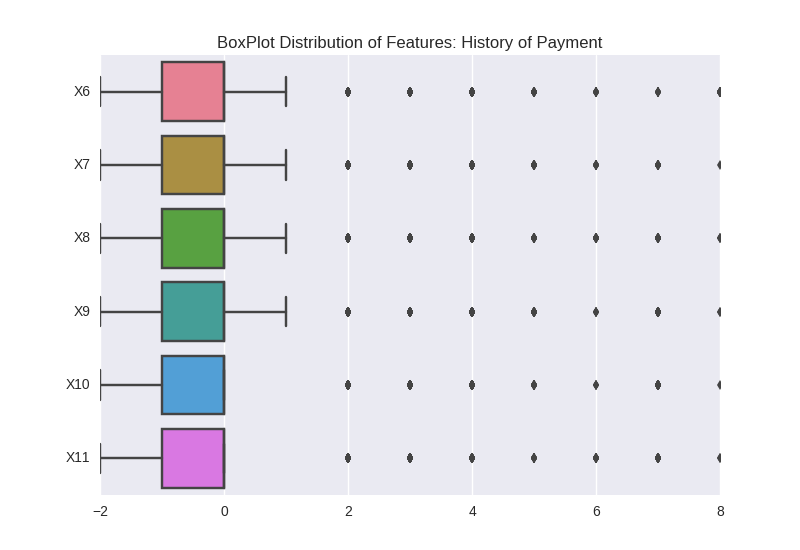 BoxPlot Distribution of Features: History of Payment
X6
X7
X8
X9
X10
X11
−2 0 2 4 6 8